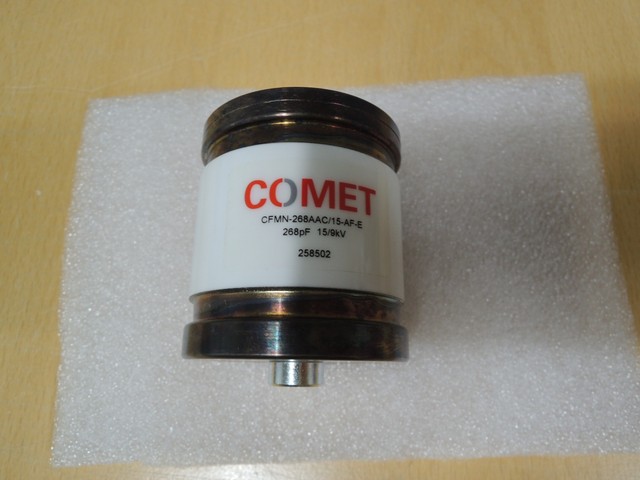 COMET
CFMN-268AAC/15-AF-E
268pF 15/9kV
258502